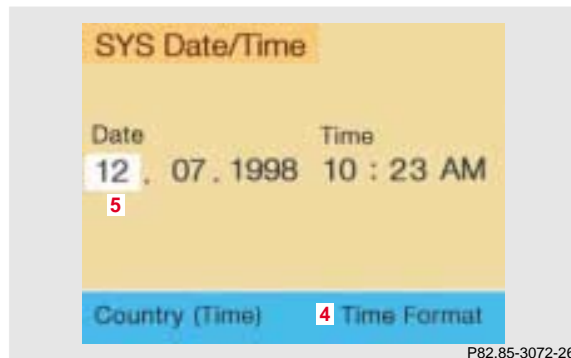 SYS Date/Time
Date Time
12 . 07 . 1998 10 : 23 AM
5
Country (Time) 4 Time Format
P82.85-3072-26